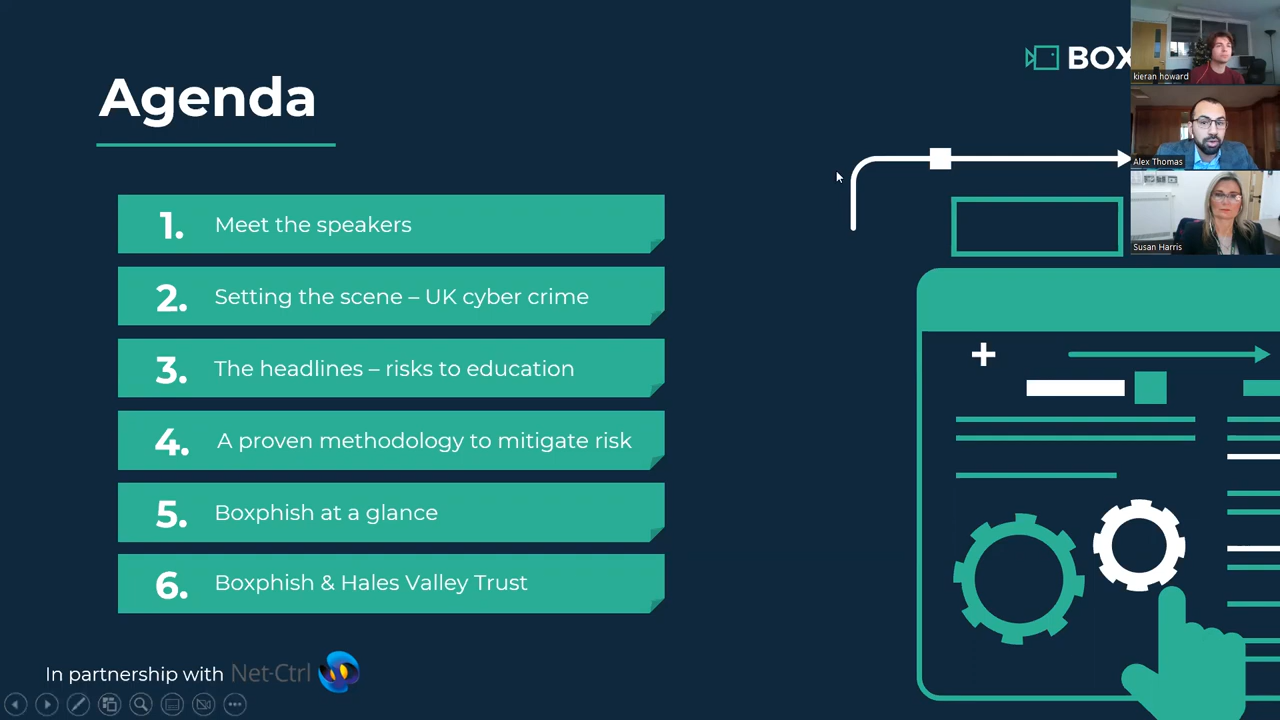 Agenda
BOX
kieran howard
Alex Thomas
Susan Harris
1. Meet the speakers
2. Setting the scene – UK cyber crime
3. The headlines – risks to education
4. A proven methodology to mitigate risk
5. Boxphish at a glance
6. Boxphish & Hales Valley Trust
In partnership with Net-Ctrl